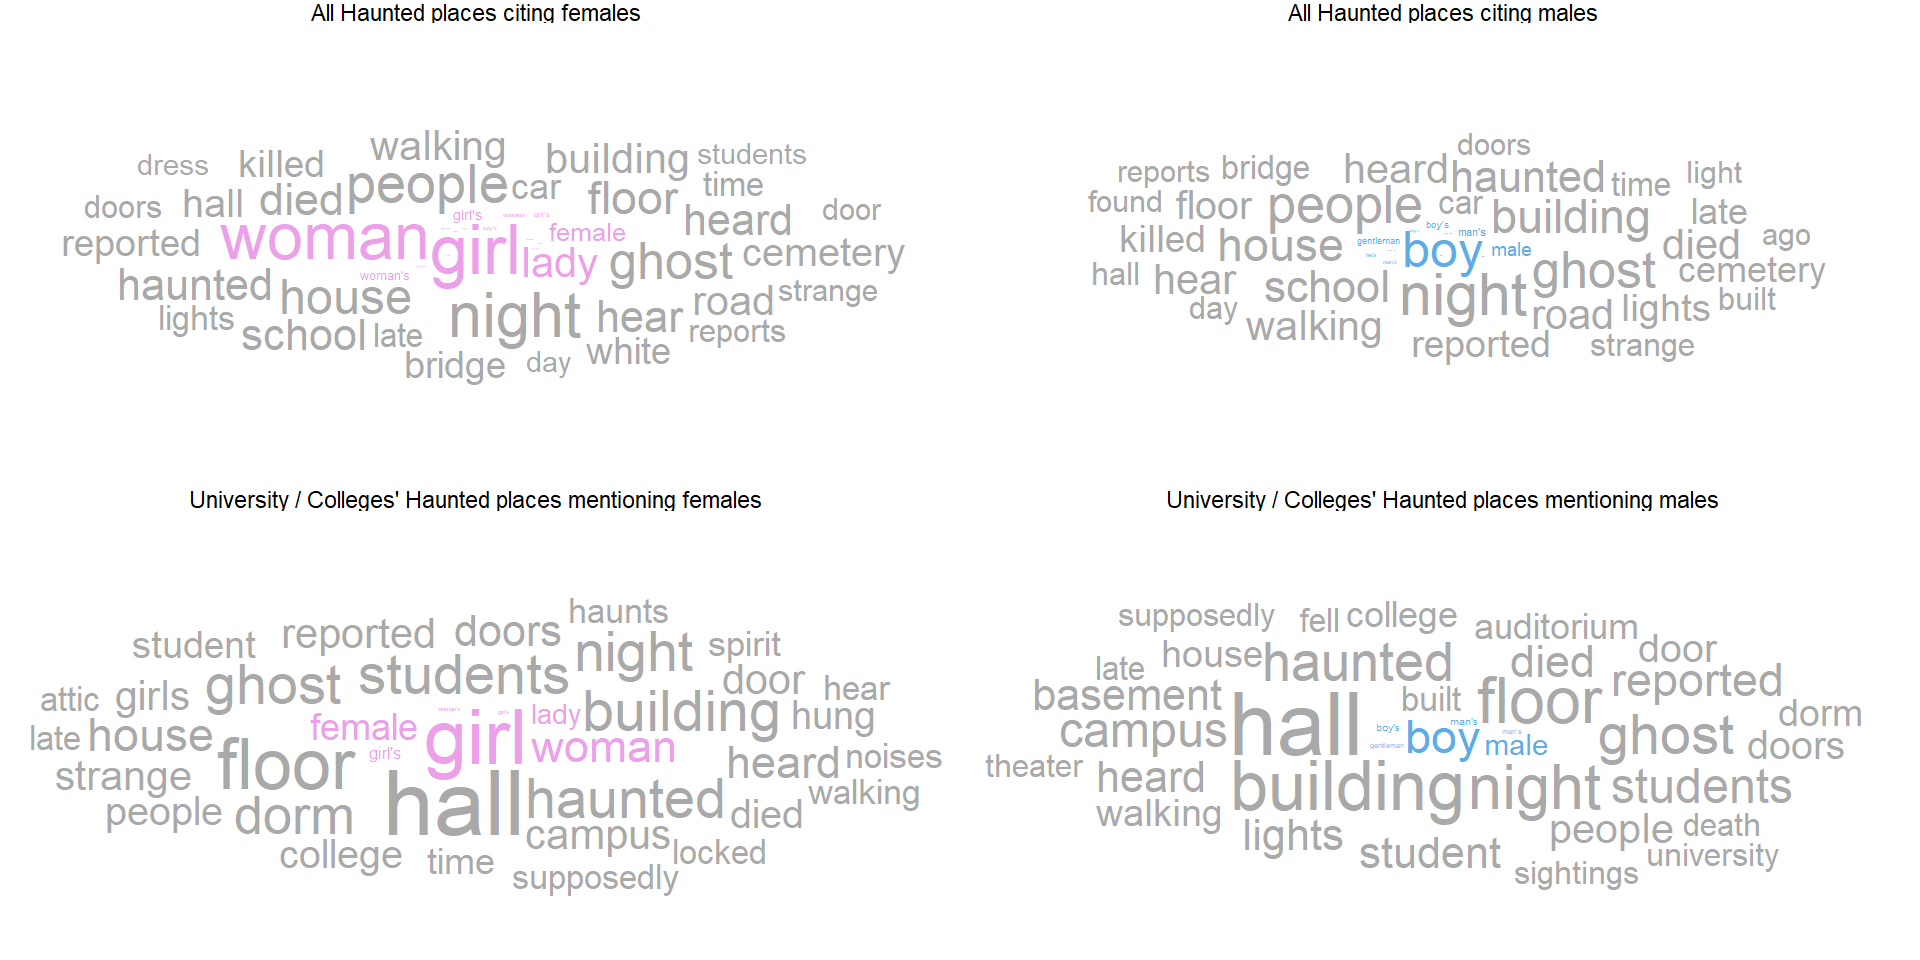 All Haunted places citing females
walking
building
students
dress
killed
people
car
time
doors
hall
died
floor
door
girl's
woman's
girl's
heard
reported
woman
girl
female
lady
ghost
cemetery
woman's
haunted
house
night
hear
road
strange
lights
school
late
white
reports
bridge
day
All Haunted places citing males
doors
reports
bridge
heard
haunted
time
light
found
floor
people
car
building
late
killed
house
gentleman
boy's
man's
boy
male
died
ago
hall
hear
school
night
ghost
cemetery
day
walking
road
lights
built
reported
strange
University / Colleges' Haunted places mentioning females
haunts
student
reported
doors
night
spirit
attic
girls
ghost
students
door
hear
late
house
female
girl
lady
building
hung
woman's
girl's
girl's
woman
strange
floor
heard
noises
people
dorm
hall
haunted
died
walking
college
time
campus
locked
supposedly
University / Colleges' Haunted places mentioning males
supposedly
fell
college
auditorium
late
house
haunted
died
door
basement
built
floor
reported
campus
hall
boy's
man's
man's
dorm
gentleman
boy
male
ghost
doors
theater
heard
building
night
students
walking
lights
people
death
student
university
sightings